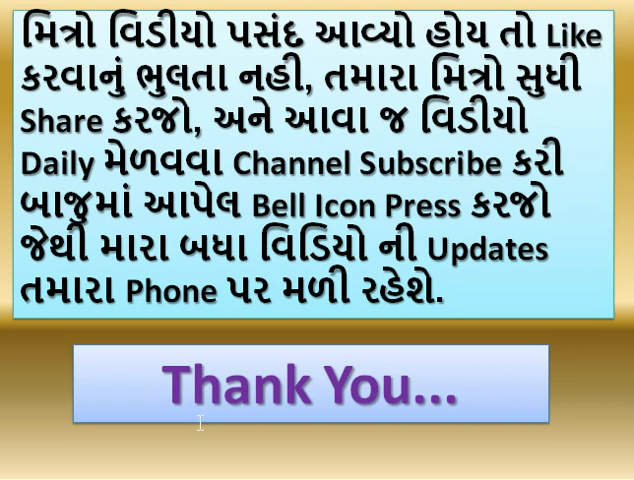 મિત્રો વિડીયો પસંદ આવ્યો હોય તો Like
કરવાનું ભુલતા નહી, તમારા મિત્રો સુધી
Share કરજો, અને આવા જ વિડીયો
Daily મેળવવા Channel Subscribe કરી
બાજુમાં આપેલ Bell Icon Press કરજો
જેથી મારા બધા વિડિયો ની Updates
તમારા Phone પર મળી રહેશે.
Thank You...